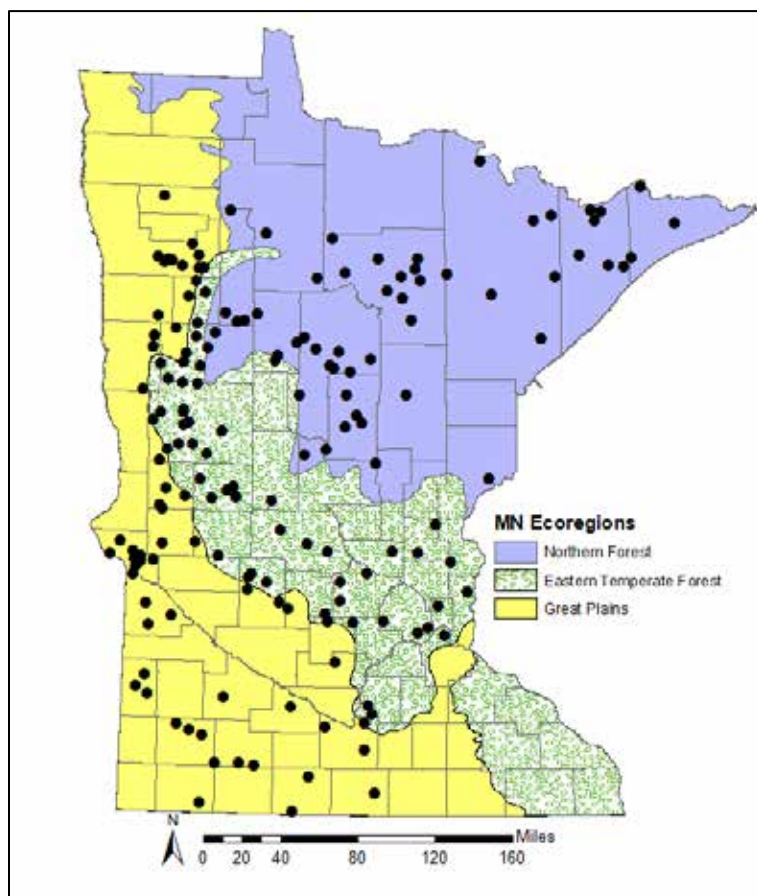 MN Ecoregions
Northern Forest
Eastern Temperate Forest
Great Plains
N
Miles
0 20 40 80 120 160